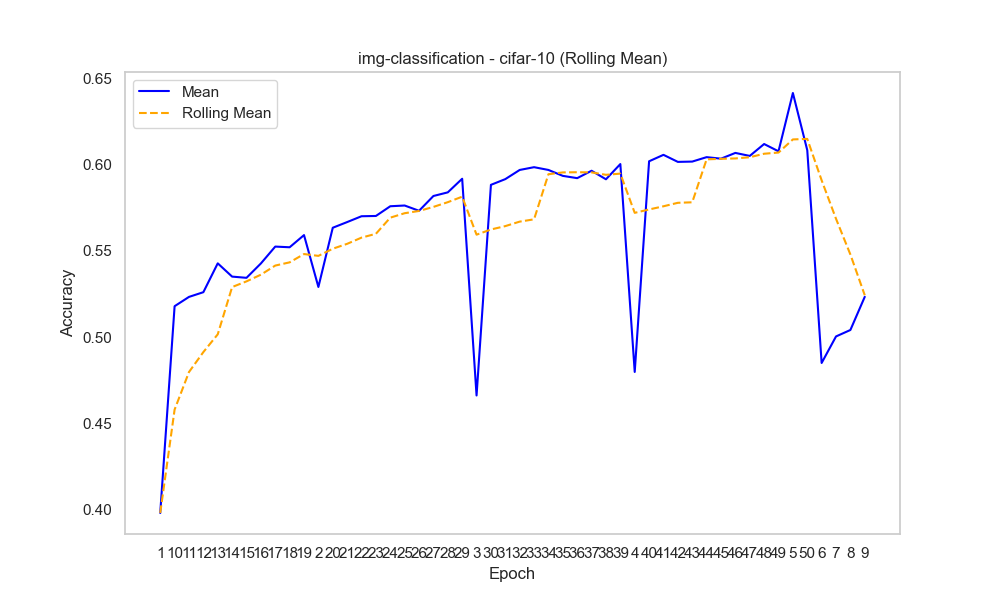 img-classification - cifar-10 (Rolling Mean)
Mean
Rolling Mean
0.65
0.60
0.55
0.50
0.45
0.40
Accuracy
1 10 11 12 13 14 15 16 17 18 19 2 20 21 22 23 24 25 26 27 28 29 3 30 31 32 33 34 35 36 37 38 39 4 40 41 42 43 44 45 46 47 48 49 5 50 6 7 8 9
Epoch